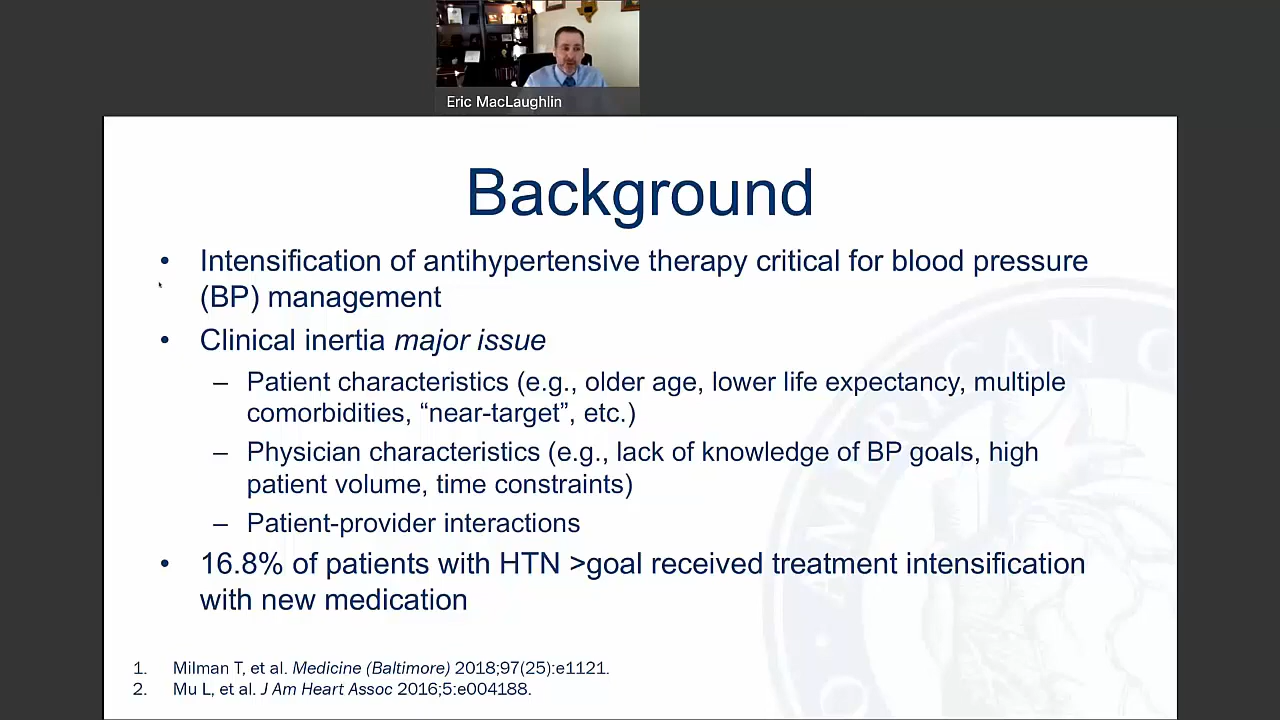 Eric MacLaughlin
Background
• Intensification of antihypertensive therapy critical for blood pressure
(BP) management
• Clinical inertia major issue
– Patient characteristics (e.g., older age, lower life expectancy, multiple
comorbidities, “near-target”, etc.)
– Physician characteristics (e.g., lack of knowledge of BP goals, high
patient volume, time constraints)
– Patient-provider interactions
• 16.8% of patients with HTN >goal received treatment intensification
with new medication
1. Milman T, et al. Medicine (Baltimore) 2018;97(25):e1121.
2. Mu L, et al. J Am Heart Assoc 2016;5:e004188.
AMERICAN C